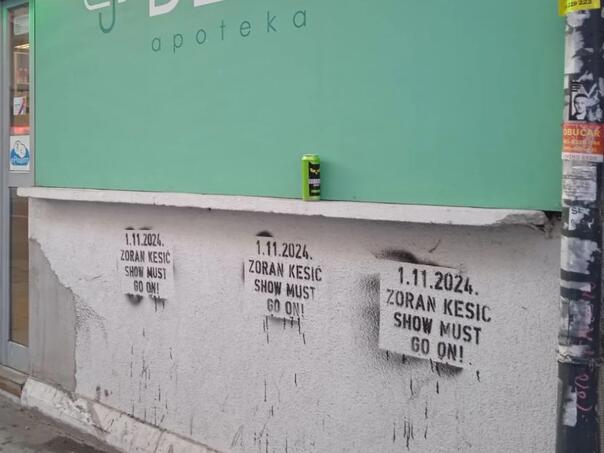 apoteka
1.11.2024.
ZORAN KESIĆ
SHOW MUST
GO ON!
1.11.2024.
ZORAN KESIĆ
SHOW MUST
GO ON!
1.11.2024.
ZORAN KESIC
SHOW MUST
GO ON!
OBUĆAR